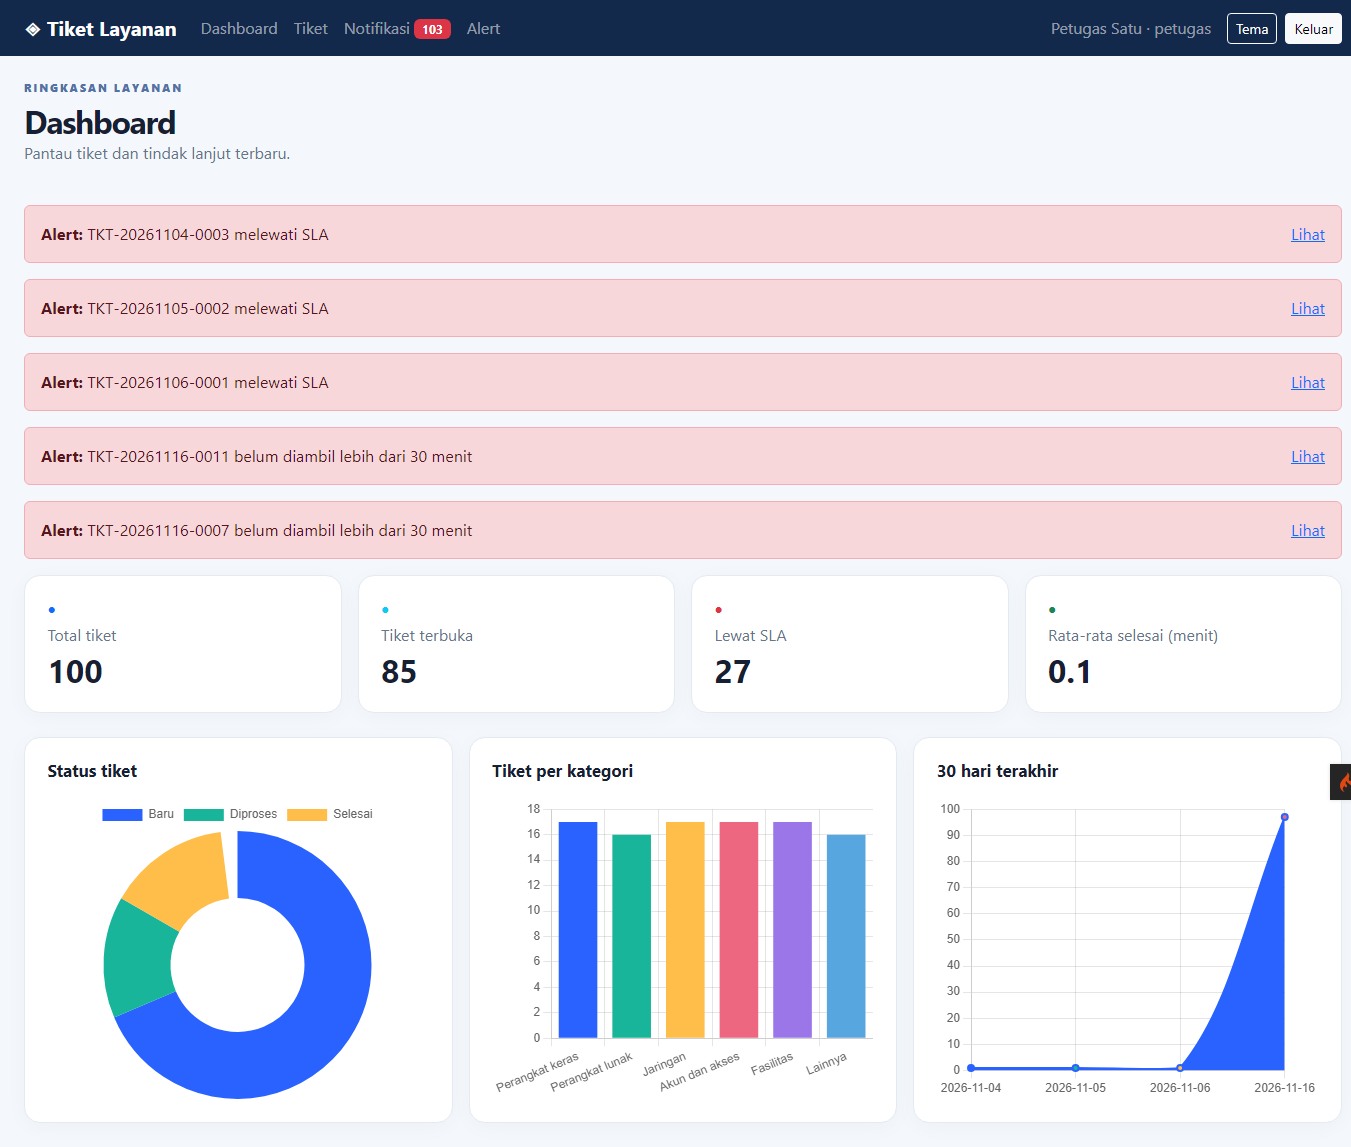 Tiket Layanan Dashboard Tiket Notifikasi 103 Alert Petugas Satu · petugas Tema Keluar
RINGKASAN LAYANAN
Dashboard
Pantau tiket dan tindak lanjut terbaru.
Alert: TKT-20261104-0003 melewati SLA Lihat
Alert: TKT-20261105-0002 melewati SLA Lihat
Alert: TKT-20261106-0001 melewati SLA Lihat
Alert: TKT-20261116-0011 belum diambil lebih dari 30 menit Lihat
Alert: TKT-20261116-0007 belum diambil lebih dari 30 menit Lihat
Total tiket
100
Tiket terbuka
85
Lewat SLA
27
Rata-rata selesai (menit)
0.1
Status tiket
Baru Diproses Selesai
Tiket per kategori
18
16
14
12
10
8
6
4
2
0
Perangkat keras
Perangkat lunak
Jaringan
Akun dan akses
Fasilitas
Lainnya
30 hari terakhir
100
90
80
70
60
50
40
30
20
10
0
2026-11-04 2026-11-05 2026-11-06 2026-11-16